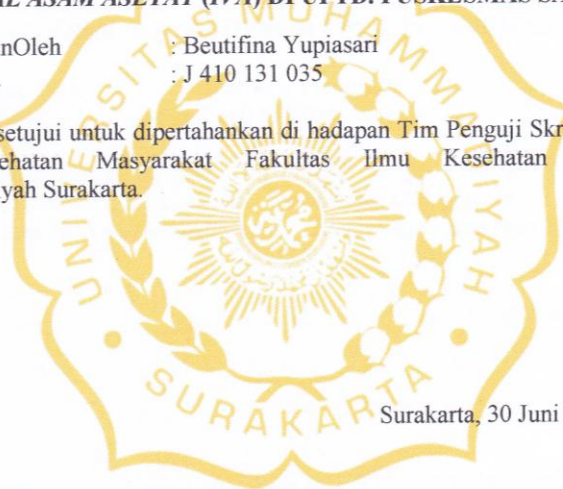 ASAM ASETAT (IVA) DI UPTD. PUSKESMAS SA
nOleh : Beutifina Yupiasari
: J 410 131 035
setujui untuk dipertahankan di hadapan Tim Penguji Skr
ehatan Masyarakat Fakultas Ilmu Kesehatan
yah Surakarta.
UNIVERSITAS MUHAMMADIYAH
SURAKARTA
Surakarta, 30 Juni